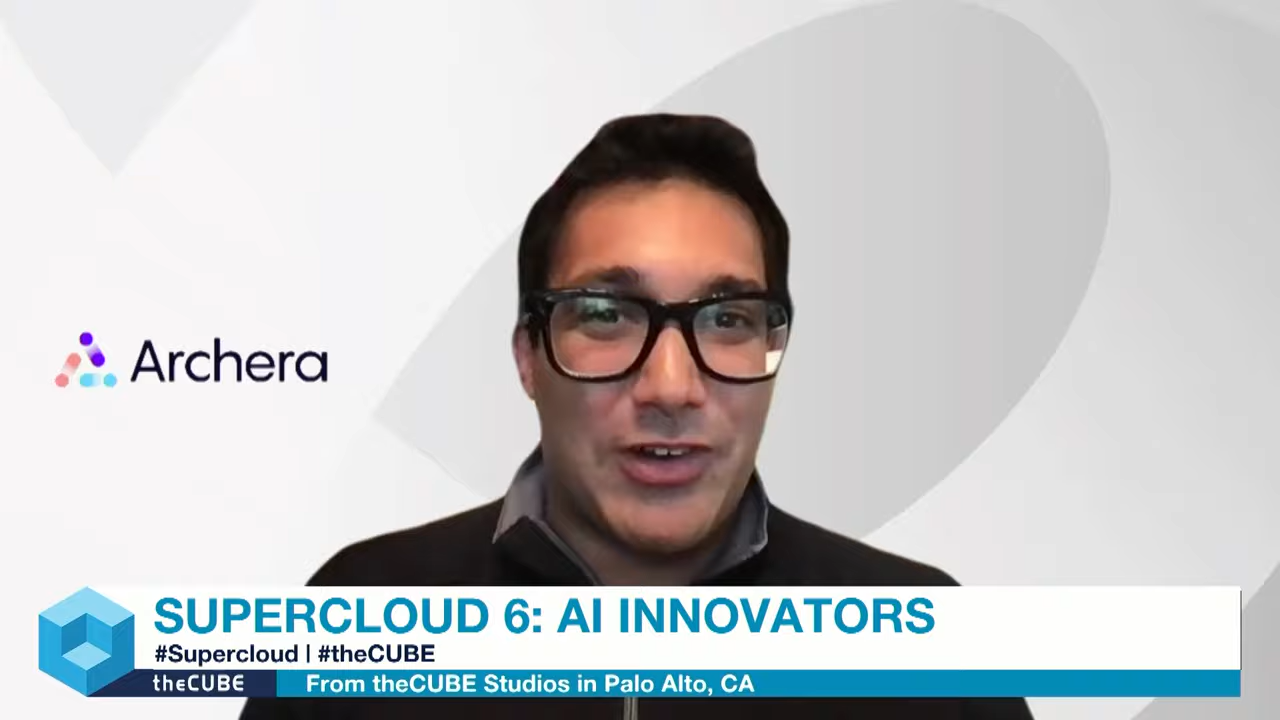 Archera
SUPERCLOUD 6: AI INNOVATORS
#Supercloud | #theCUBE
theCUBE
From theCUBE Studios in Palo Alto, CA